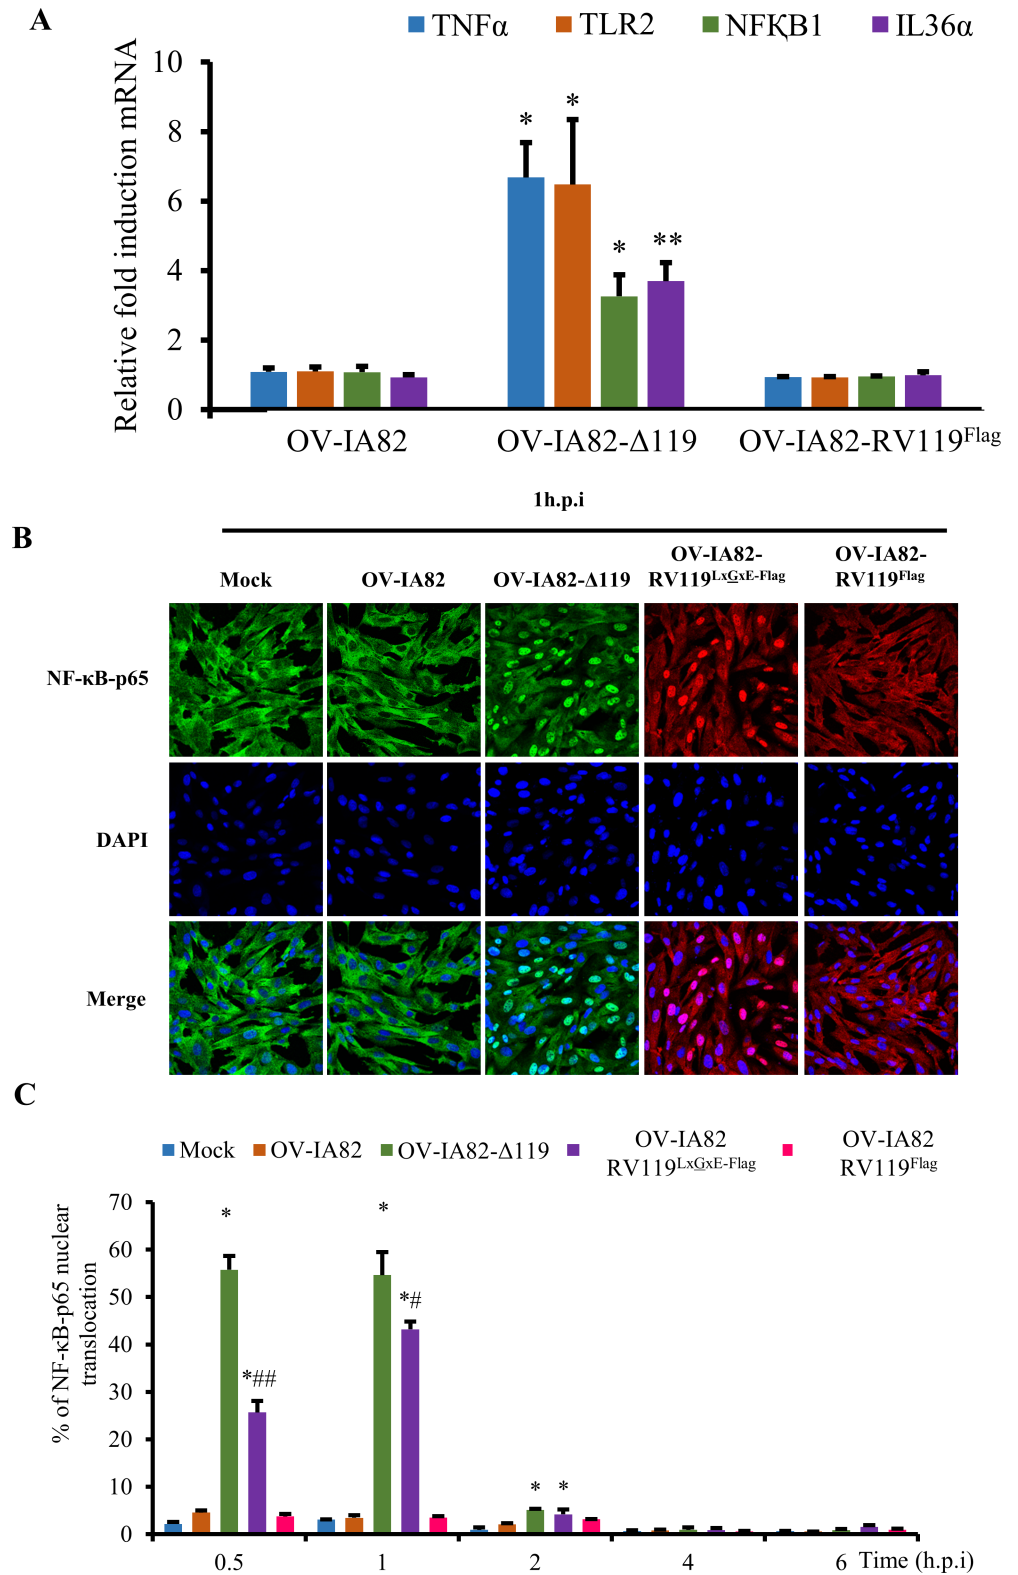 A
TNFα TLR2 NFҚB1 IL36α
Relative fold induction mRNA
10
8
6
4
2
0
* * * **
OV-IA82 OV-IA82-Δ119 OV-IA82-RV119Flag
B
1h.p.i
Mock OV-IA82 OV-IA82-Δ119 OV-IA82-RV119LxGxE-Flag OV-IA82-RV119Flag
NF-κB-p65
DAPI
Merge
C
Mock OV-IA82 OV-IA82-Δ119 OV-IA82 RV119LxGxE-Flag OV-IA82 RV119Flag
% of NF-κB-p65 nuclear
translocation
70
60
50
40
30
20
10
0
* *## * *# * *
0.5 1 2 4 6 Time (h.p.i)